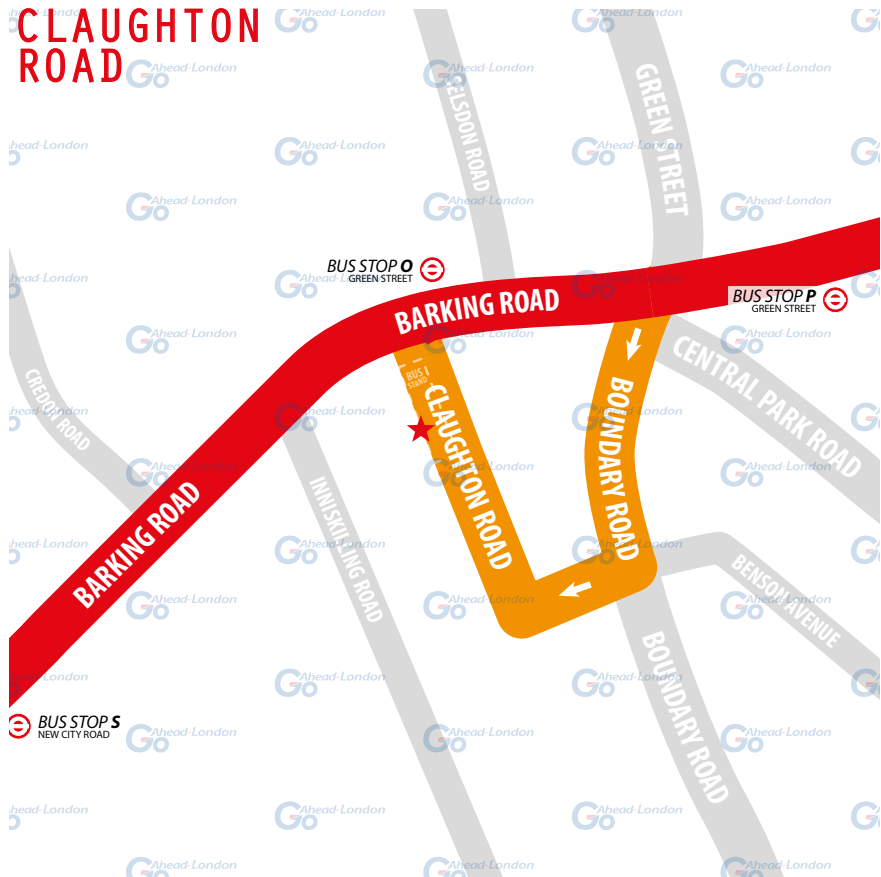 CLAUGHTON
ROAD
SELSDON ROAD
GREEN STREET
BUS STOP O
GREEN STREET
BARKING ROAD
BUS STOP P
GREEN STREET
CREDON ROAD
BUS
STAND
CLAUGHTON ROAD
BOUNDARY ROAD
CENTRAL PARK ROAD
BARKING ROAD
INNISKILLING ROAD
BENSON AVENUE
BOUNDARY ROAD
BUS STOP S
NEW CITY ROAD
Go Ahead-London